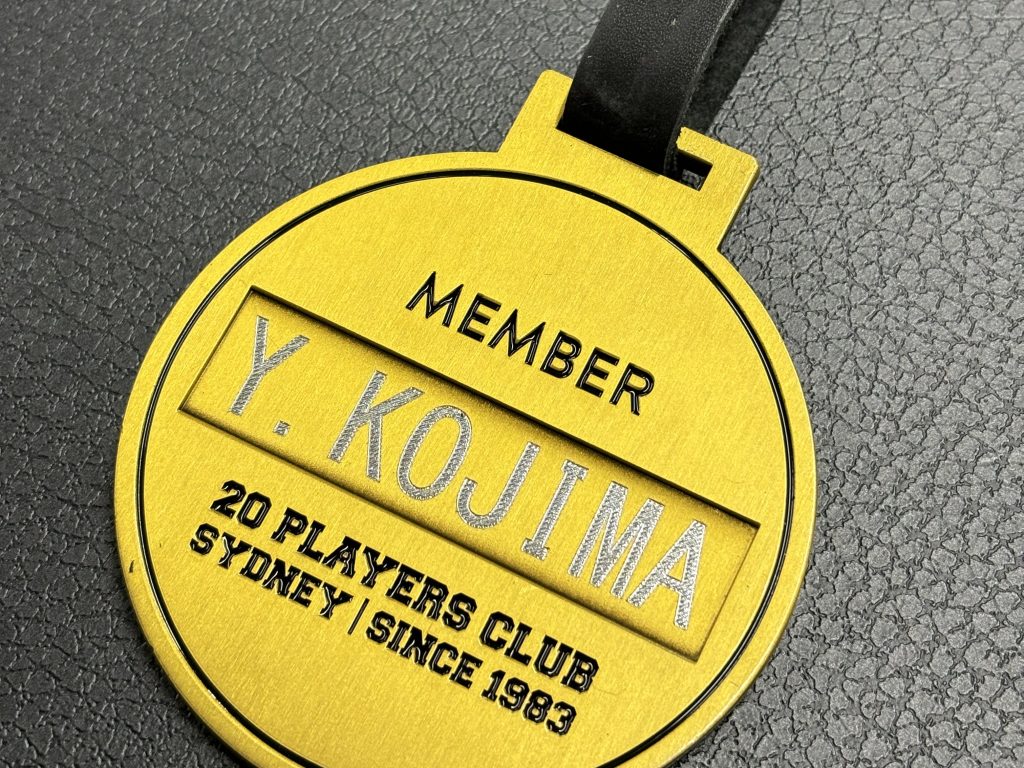 MEMBER
Y. KOJIMA
20 PLAYERS CLUB
SYDNEY | SINCE 1983